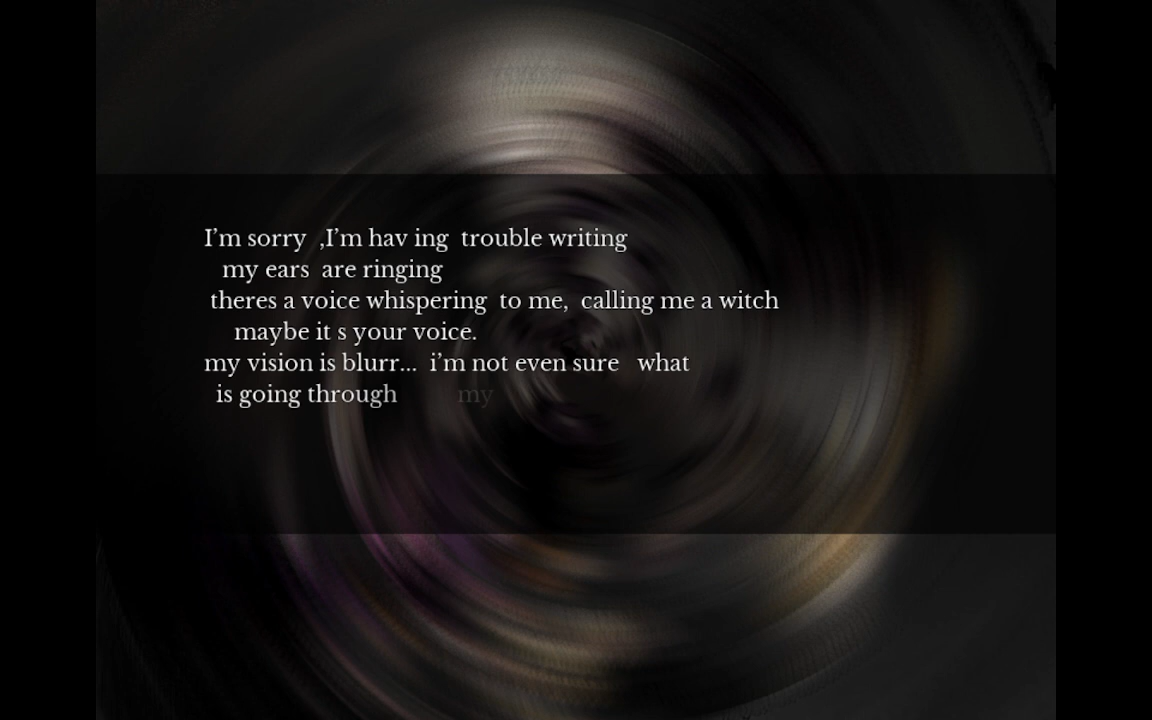 I’m sorry  ,I’m hav ing  trouble writing
my ears  are ringing
theres a voice whispering  to me,  calling me a witch
maybe it s your voice.
my vision is blurr...  i’m not even sure   what
is going through          my